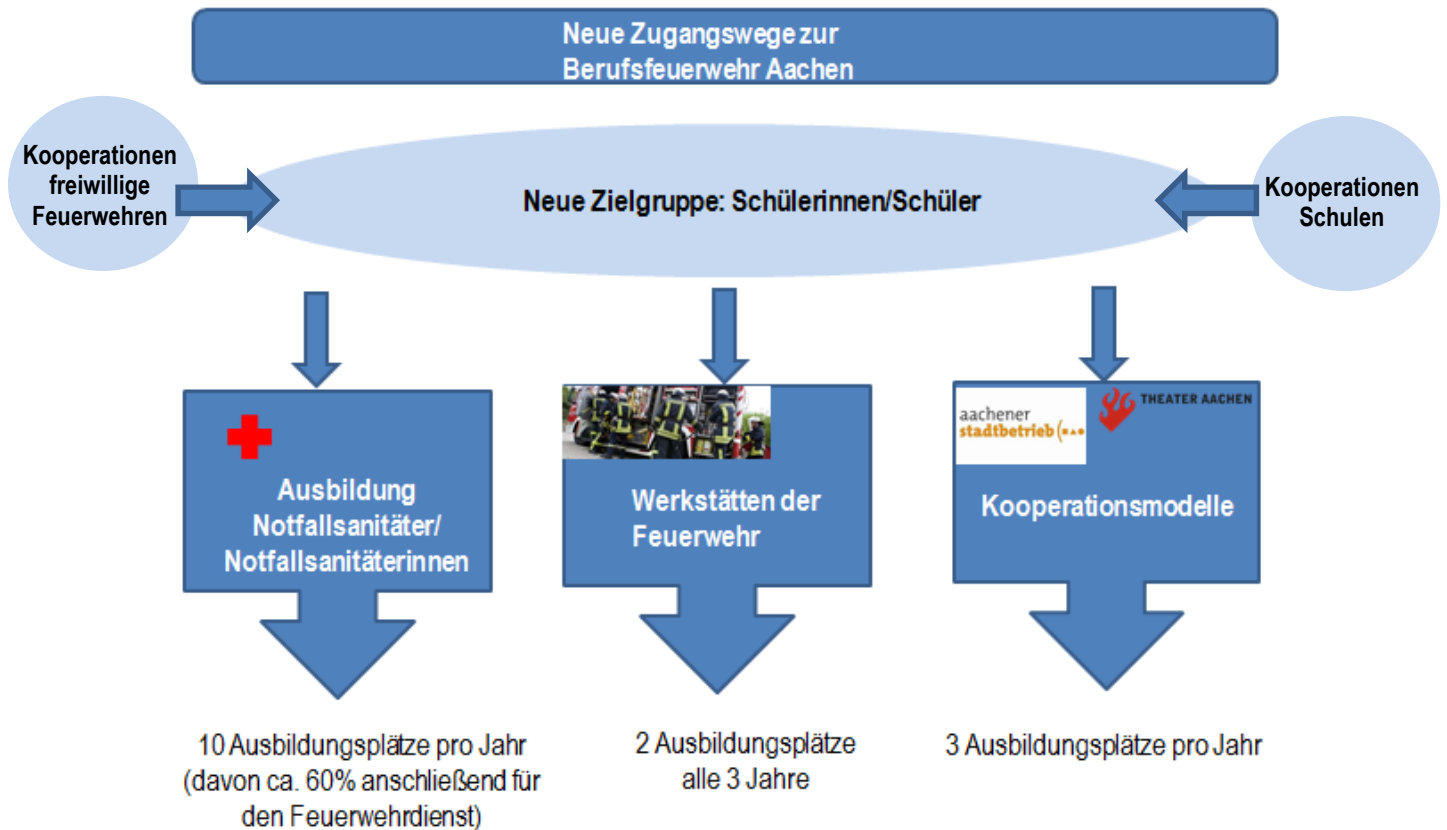 Neue Zugangswege zur
Berufsfeuerwehr Aachen
Kooperationen
freiwillige
Feuerwehren
Neue Zielgruppe: Schülerinnen/Schüler
Kooperationen
Schulen
Ausbildung
Notfallsanitäter/
Notfallsanitäterinnen
Werkstätten der
Feuerwehr
aachener
stadtbetrieb
THEATER AACHEN
Kooperationsmodelle
10 Ausbildungsplätze pro Jahr
(davon ca. 60% anschließend für
den Feuerwehrdienst)
2 Ausbildungsplätze
alle 3 Jahre
3 Ausbildungsplätze pro Jahr